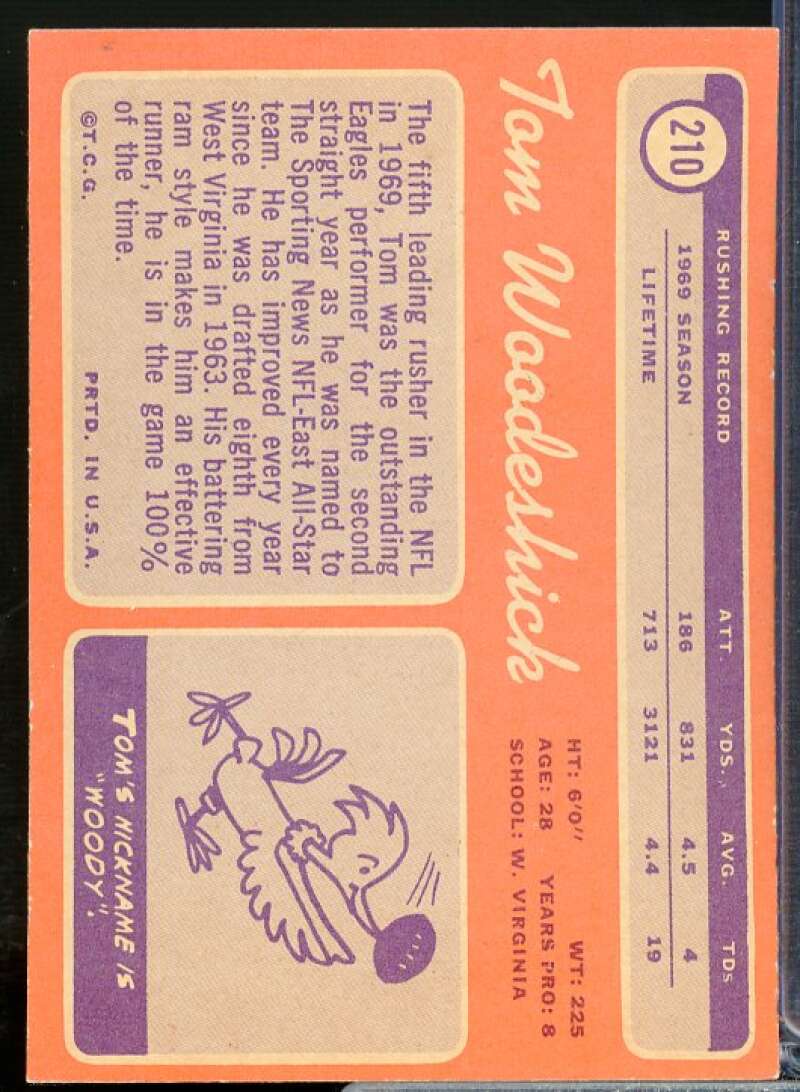 210
RUSHING RECORD ATT. YDS. AVG. TDs
1969 SEASON 186 831 4.5 4
LIFETIME 713 3121 4.4 19
Tom Woodeshick
HT: 6'0" WT: 225
AGE: 28 YEARS PRO: 8
SCHOOL: W. VIRGINIA
The fifth leading rusher in the NFL
in 1969, Tom was the outstanding
Eagles performer for the second
straight year as he was named to
The Sporting News NFL-East All-Star
team. He has improved every year
since he was drafted eighth from
West Virginia in 1963. His battering
ram style makes him an effective
runner, he is in the game 100%
of the time.
©T.C.G. PRTD. IN U.S.A.
TOM'S NICKNAME IS
"WOODY".